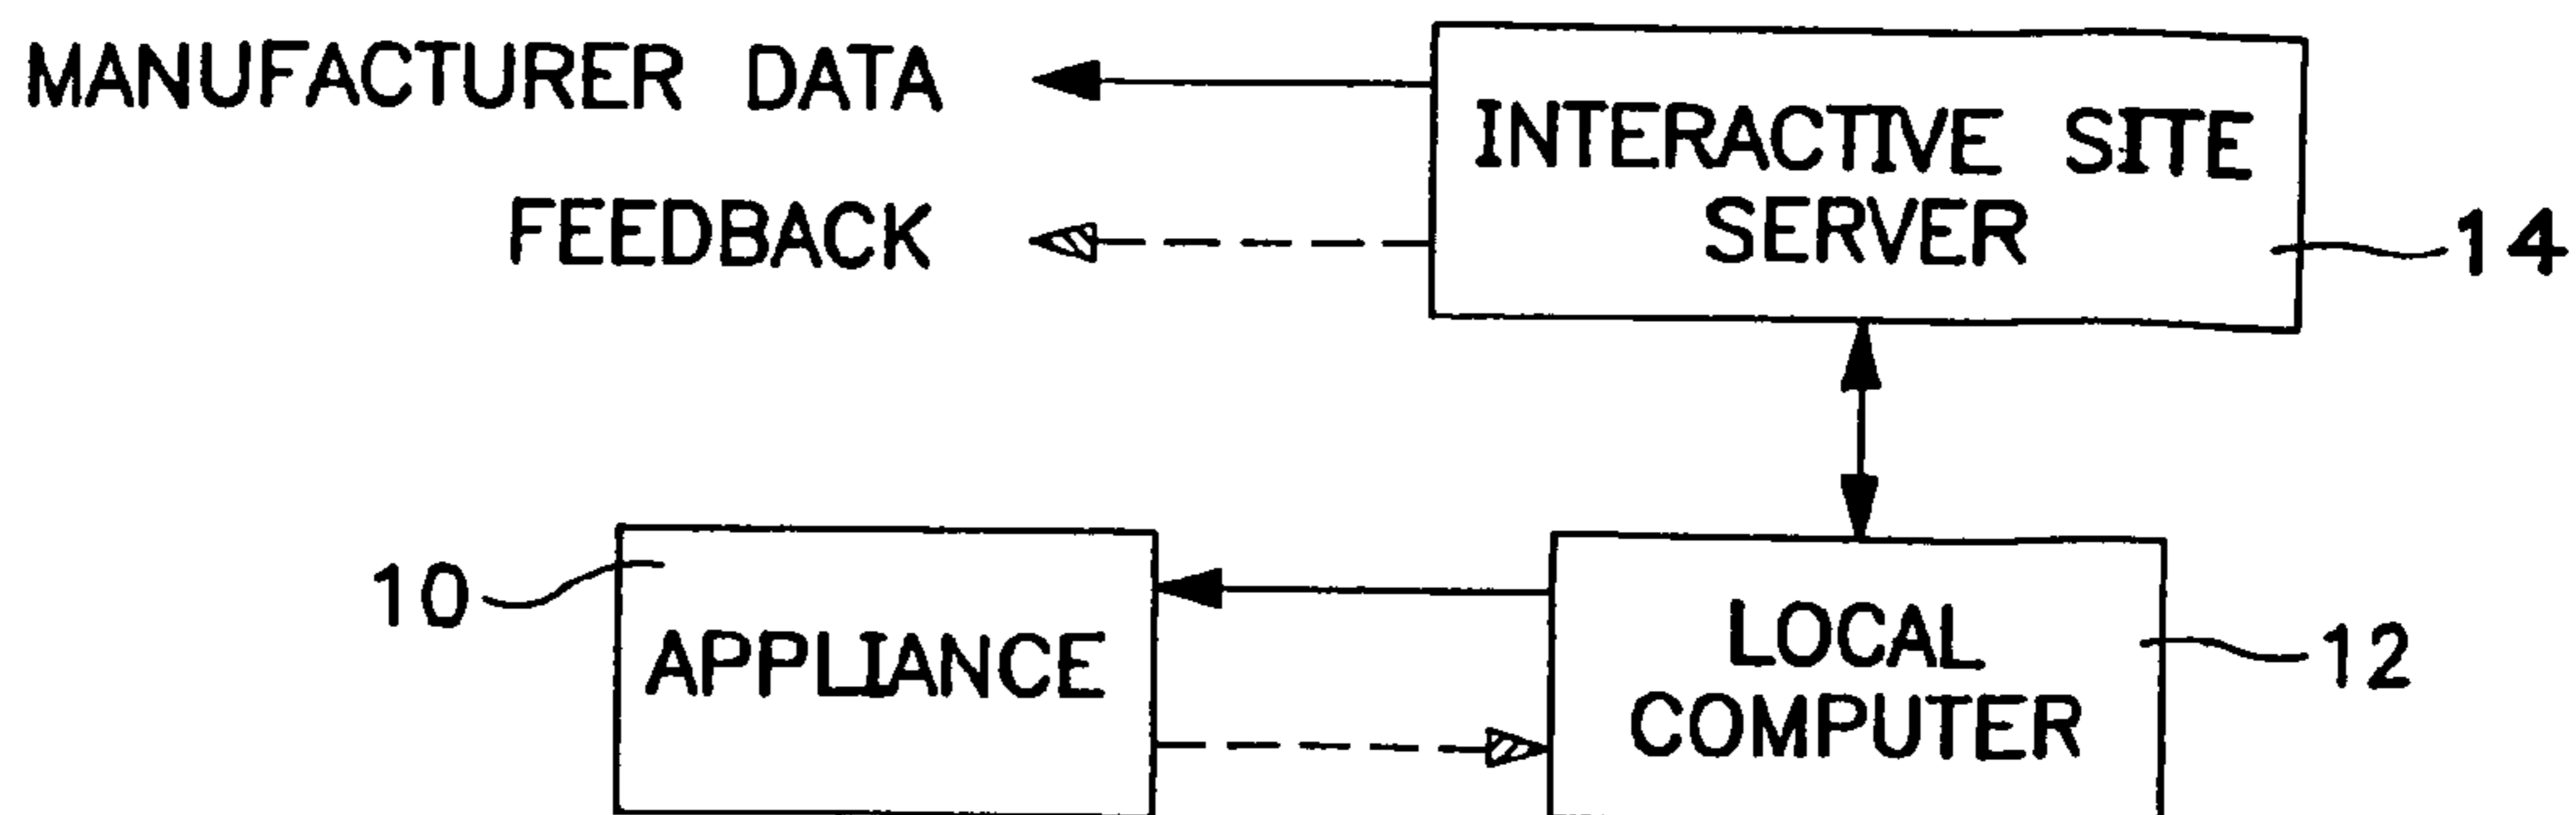 MANUFACTURER DATA
FEEDBACK
INTERACTIVE SITE
SERVER
14
10
APPLIANCE
LOCAL
COMPUTER
12